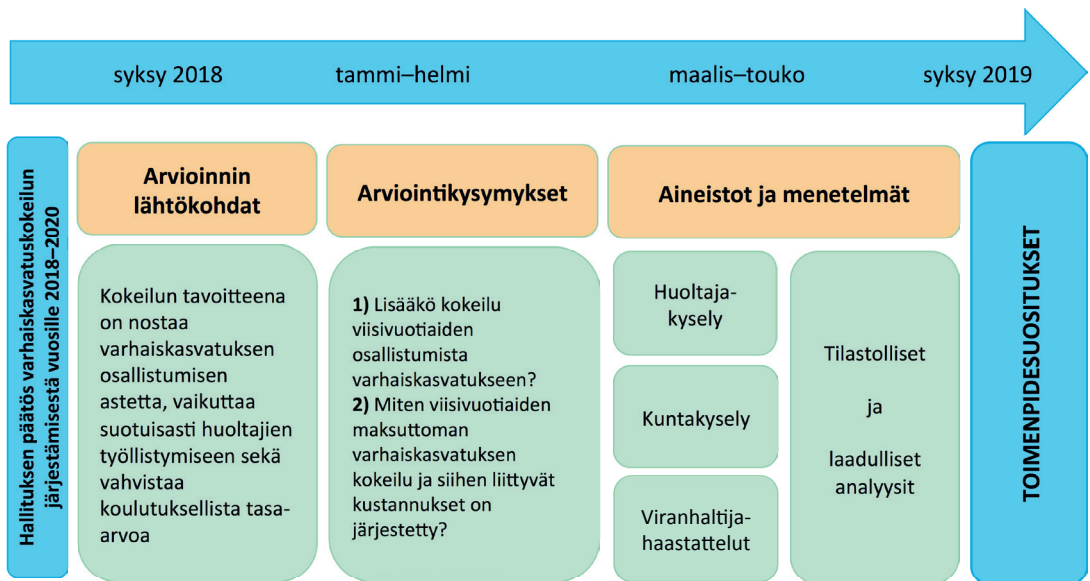 syksy 2018
tammi–helmi
maalis–touko
syksy 2019
Hallituksen päätös varhaiskasvatuskokeilun
järjestämisestä vuosille 2018–2020
Arvioinnin
lähtökohdat
Kokeilun tavoitteena
on nostaa
varhaiskasvatuksen
osallistumisen
astetta, vaikuttaa
suotuisasti huoltajien
työllistymiseen sekä
vahvistaa
koulutuksellista tasa-
arvoa
Arviointikysymykset
1) Lisääkö kokeilu
viisivuotiaiden
osallistumista
varhaiskasvatukseen?
2) Miten viisivuotiaiden
maksuttoman
varhaiskasvatuksen
kokeilu ja siihen liittyvät
kustannukset on
järjestetty?
Aineistot ja menetelmät
Huoltaja-
kysely
Kuntakysely
Viranhaltija-
haastattelut
Tilastolliset
ja
laadulliset
analyysit
TOIMENPIDESUOSITUKSET